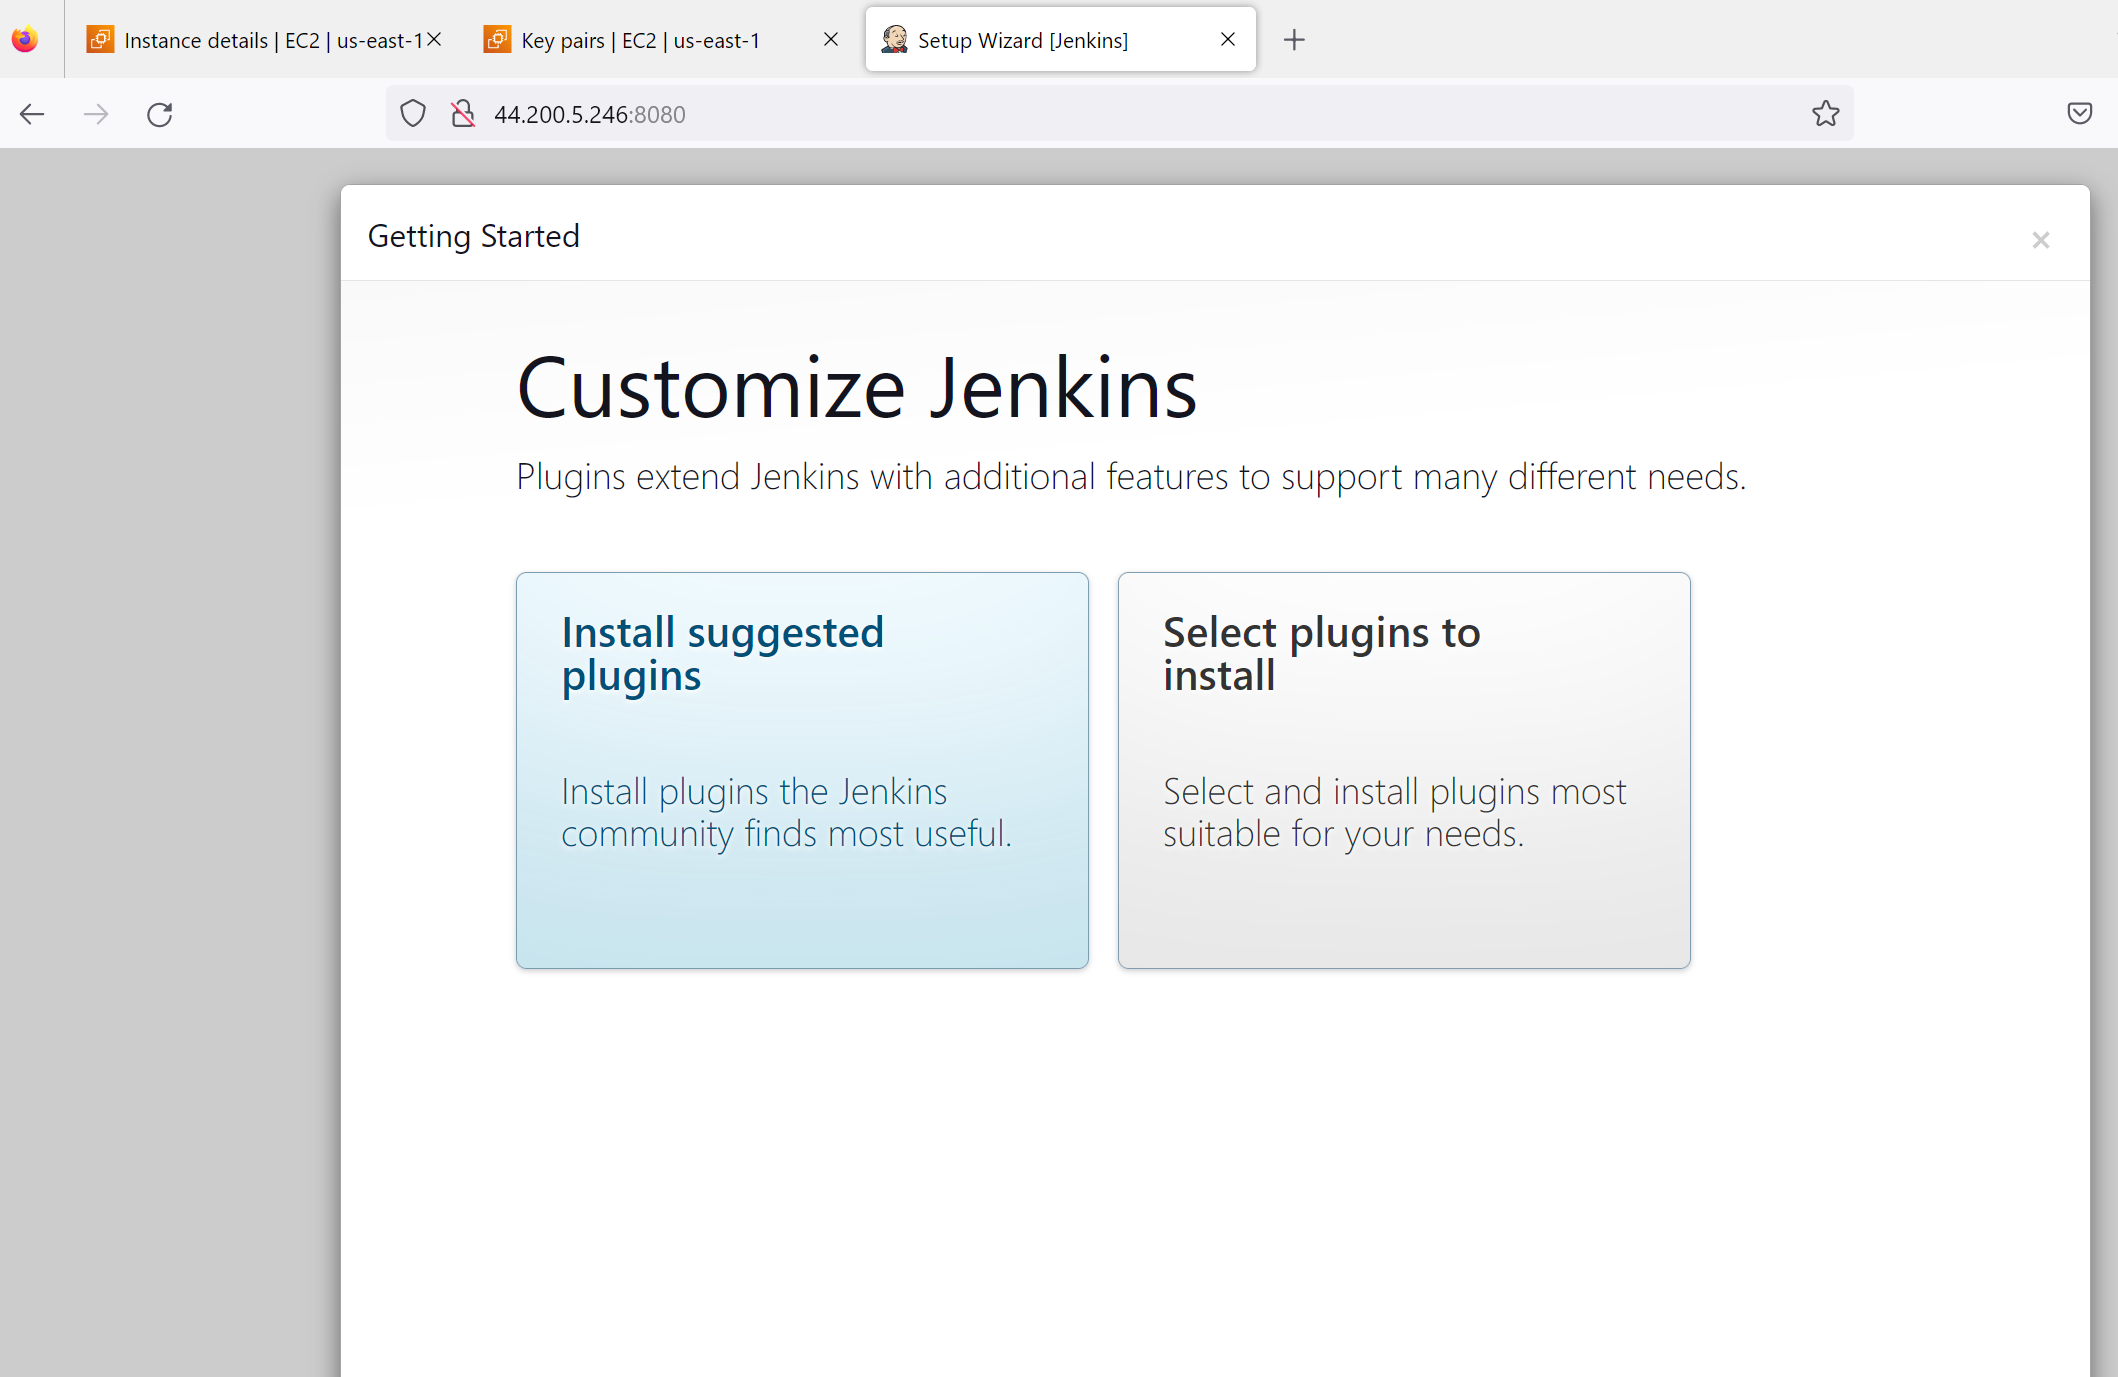 Instance details | EC2 | us-east-1
Key pairs | EC2 | us-east-1
Setup Wizard [Jenkins]
44.200.5.246:8080
Getting Started
Customize Jenkins
Plugins extend Jenkins with additional features to support many different needs.
Install suggested
plugins
Install plugins the Jenkins
community finds most useful.
Select plugins to
install
Select and install plugins most
suitable for your needs.